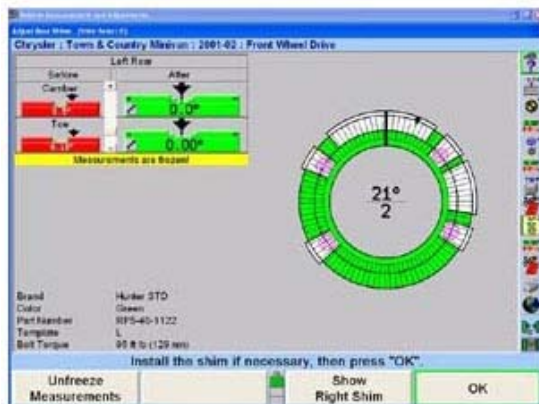 Chrysler : Town & Country Minivan : 2001-02 : Front Wheel Drive
Left Rear
Before After
Camber
0.0°
Toe
0.00°
Measurements are frozen!
21°
2
Brand Hunter STD
Color Green
Part Number RPS-40-1122
Template L
Bolt Torque 95 ft lb (129 nm)
Install the shim if necessary, then press "OK".
Unfreeze Measurements
Show Right Shim
OK